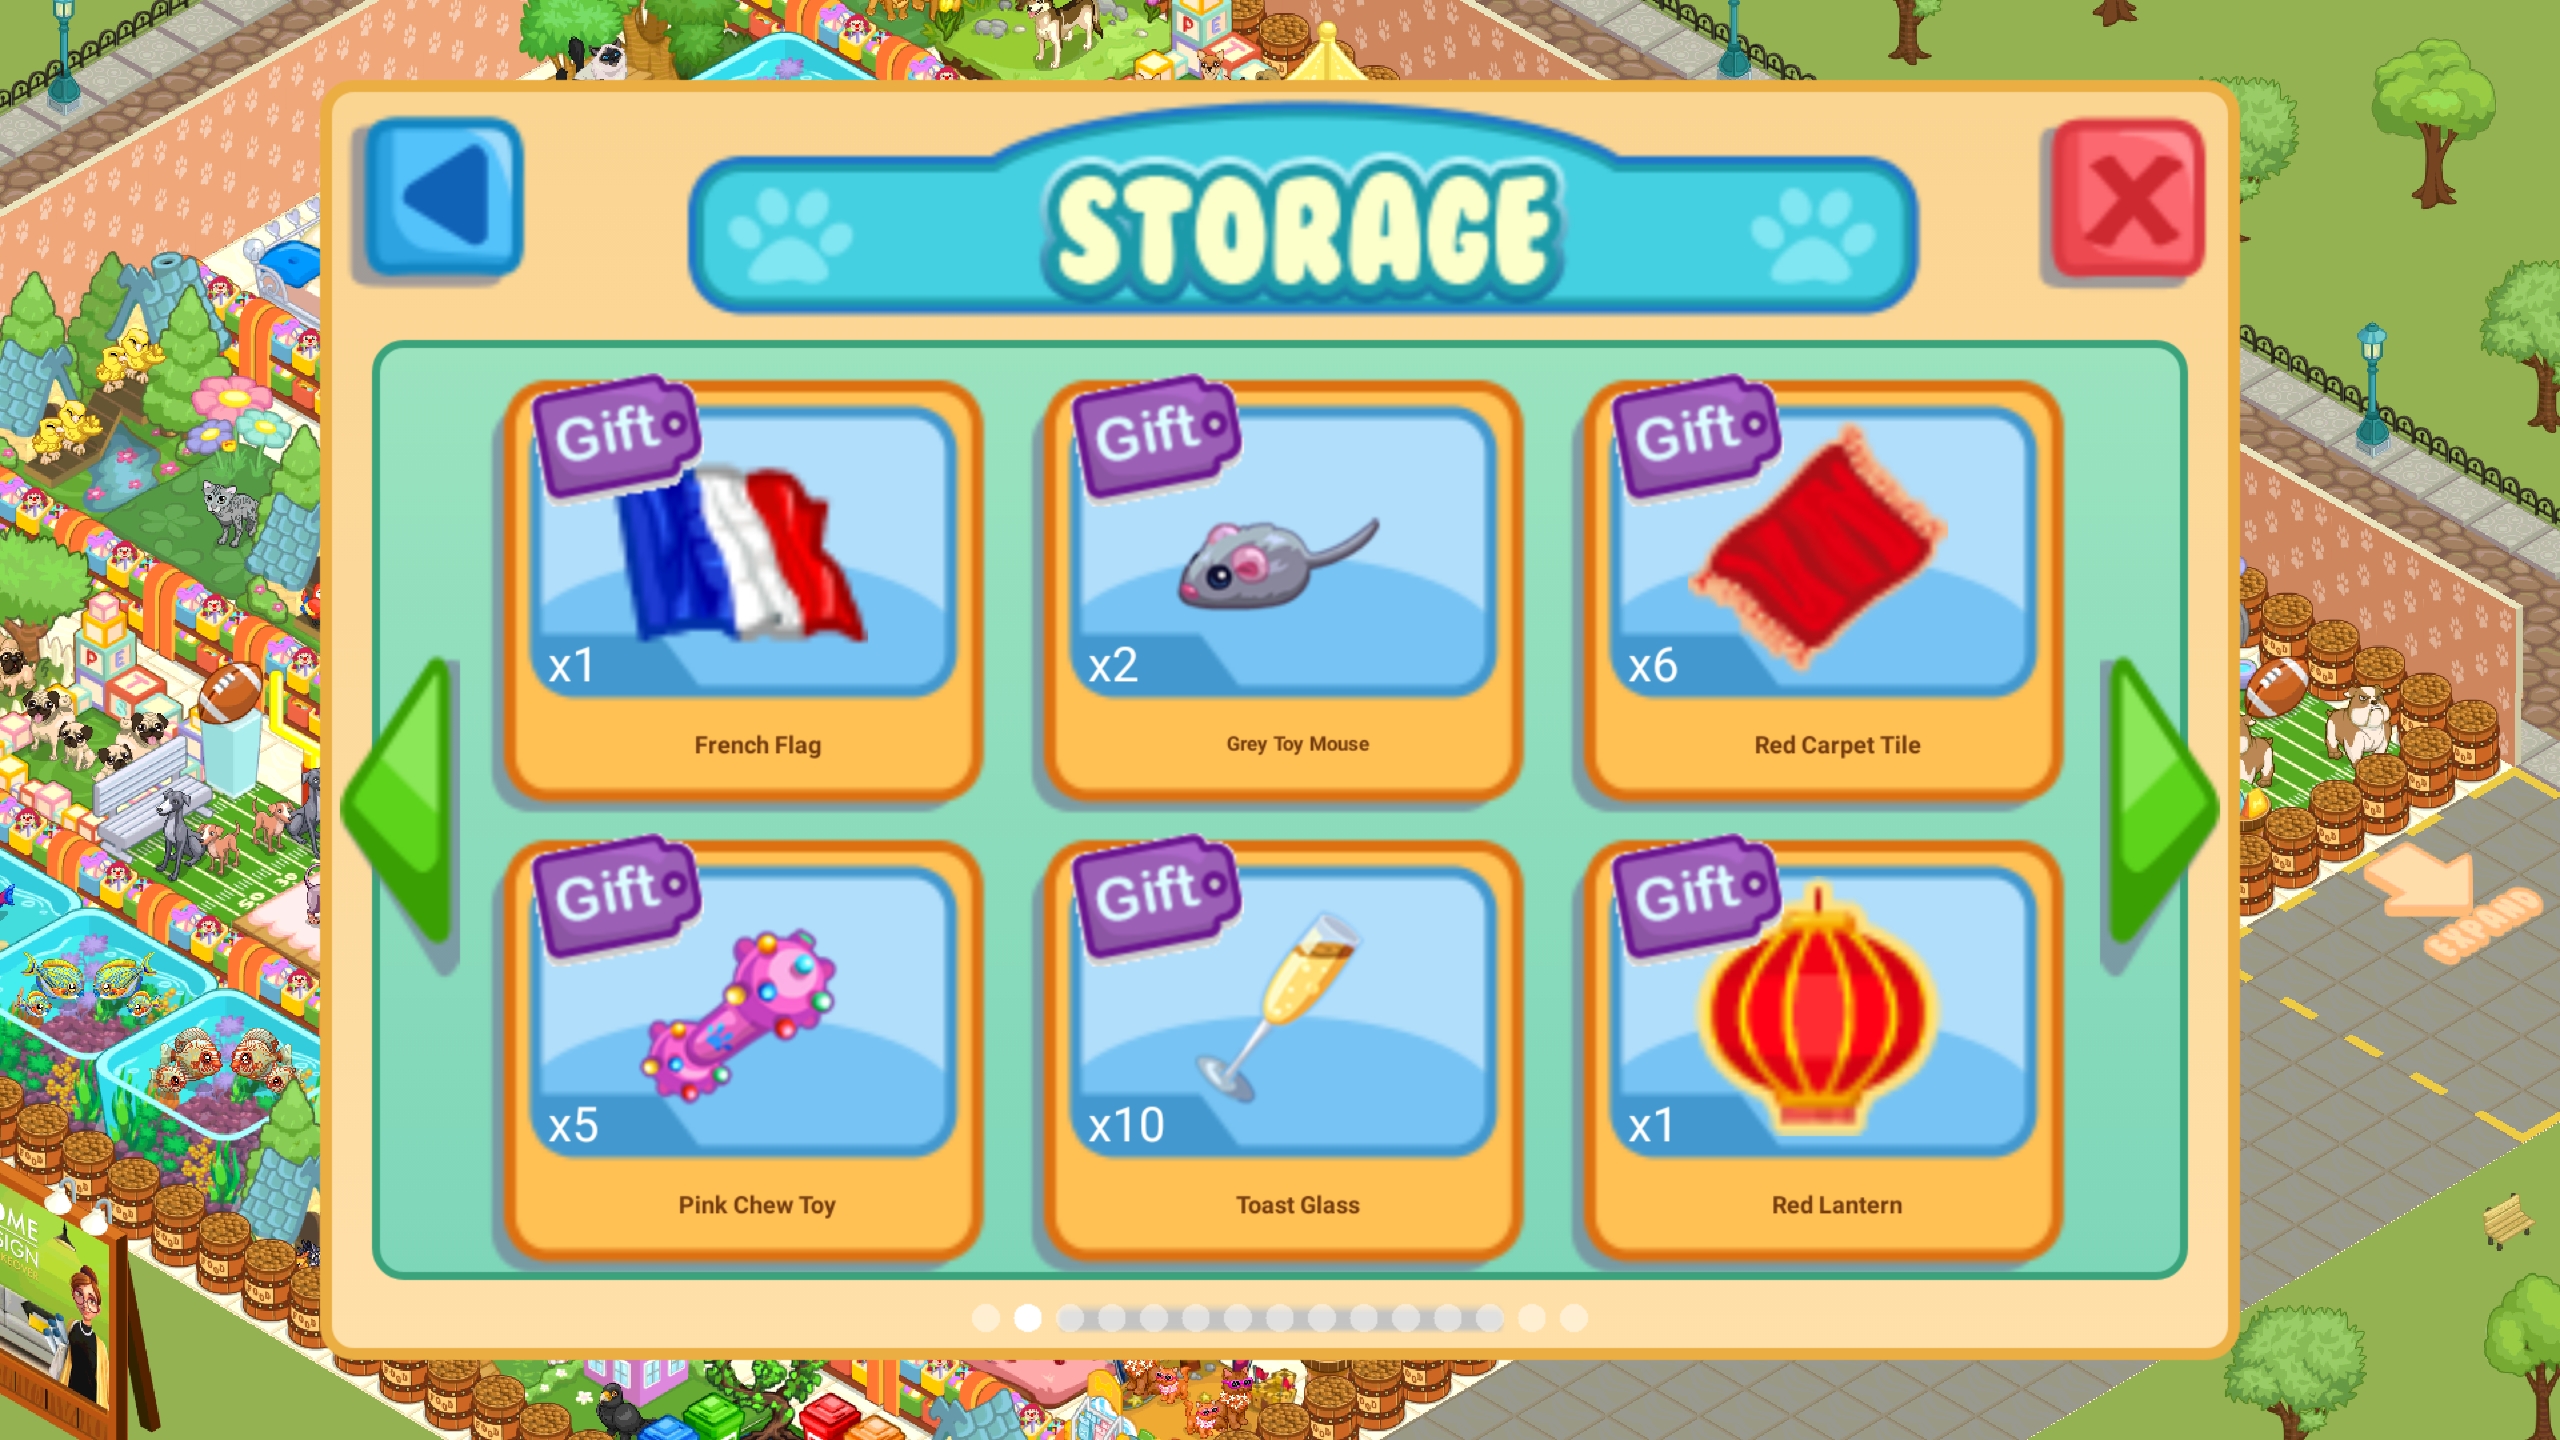 STORAGE
Gift
x1
French Flag
Gift
x2
Grey Toy Mouse
Gift
x6
Red Carpet Tile
Gift
x5
Pink Chew Toy
Gift
x10
Toast Glass
Gift
x1
Red Lantern
EXPAND